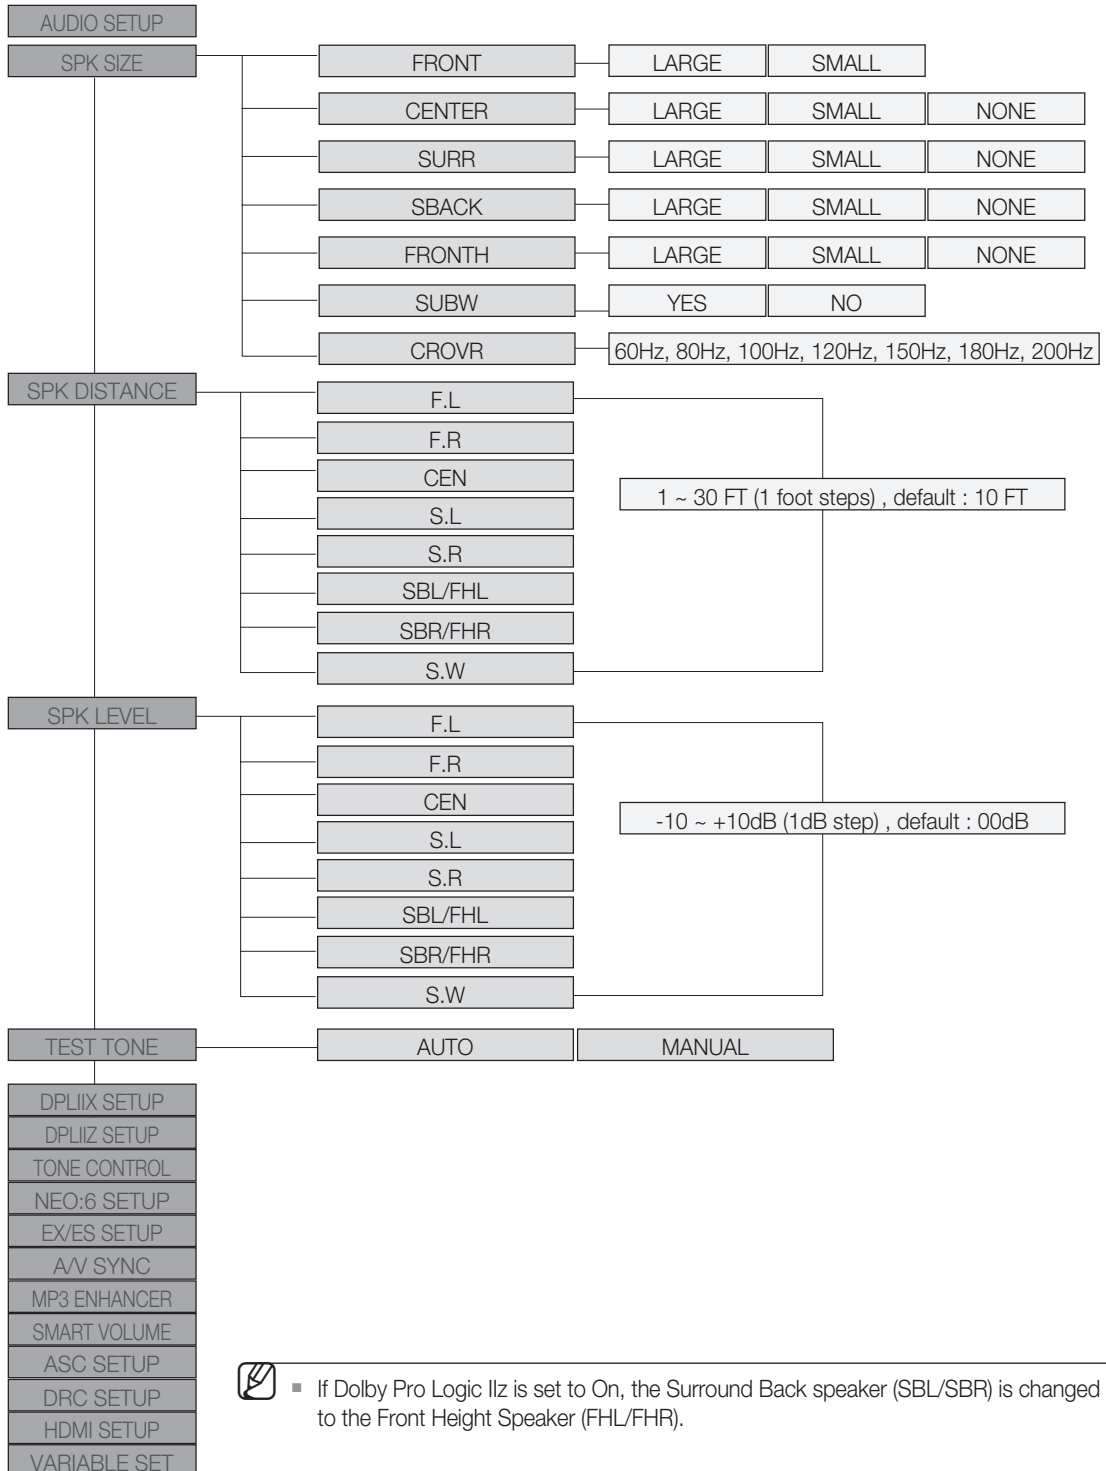 AUDIO SETUP
SPK SIZE
FRONT LARGE SMALL
CENTER LARGE SMALL NONE
SURR LARGE SMALL NONE
SBACK LARGE SMALL NONE
FRONTH LARGE SMALL NONE
SUBW YES NO
CROVR 60Hz, 80Hz, 100Hz, 120Hz, 150Hz, 180Hz, 200Hz
SPK DISTANCE
F.L
F.R
CEN
S.L
S.R
SBL/FHL
SBR/FHR
S.W
1 ~ 30 FT (1 foot steps) , default : 10 FT
SPK LEVEL
F.L
F.R
CEN
S.L
S.R
SBL/FHL
SBR/FHR
S.W
-10 ~ +10dB (1dB step) , default : 00dB
TEST TONE AUTO MANUAL
DPLIIX SETUP
DPLIIZ SETUP
TONE CONTROL
NEO:6 SETUP
EX/ES SETUP
A/V SYNC
MP3 ENHANCER
SMART VOLUME
ASC SETUP
DRC SETUP
HDMI SETUP
VARIABLE SET
If Dolby Pro Logic IIz is set to On, the Surround Back speaker (SBL/SBR) is changed
to the Front Height Speaker (FHL/FHR).